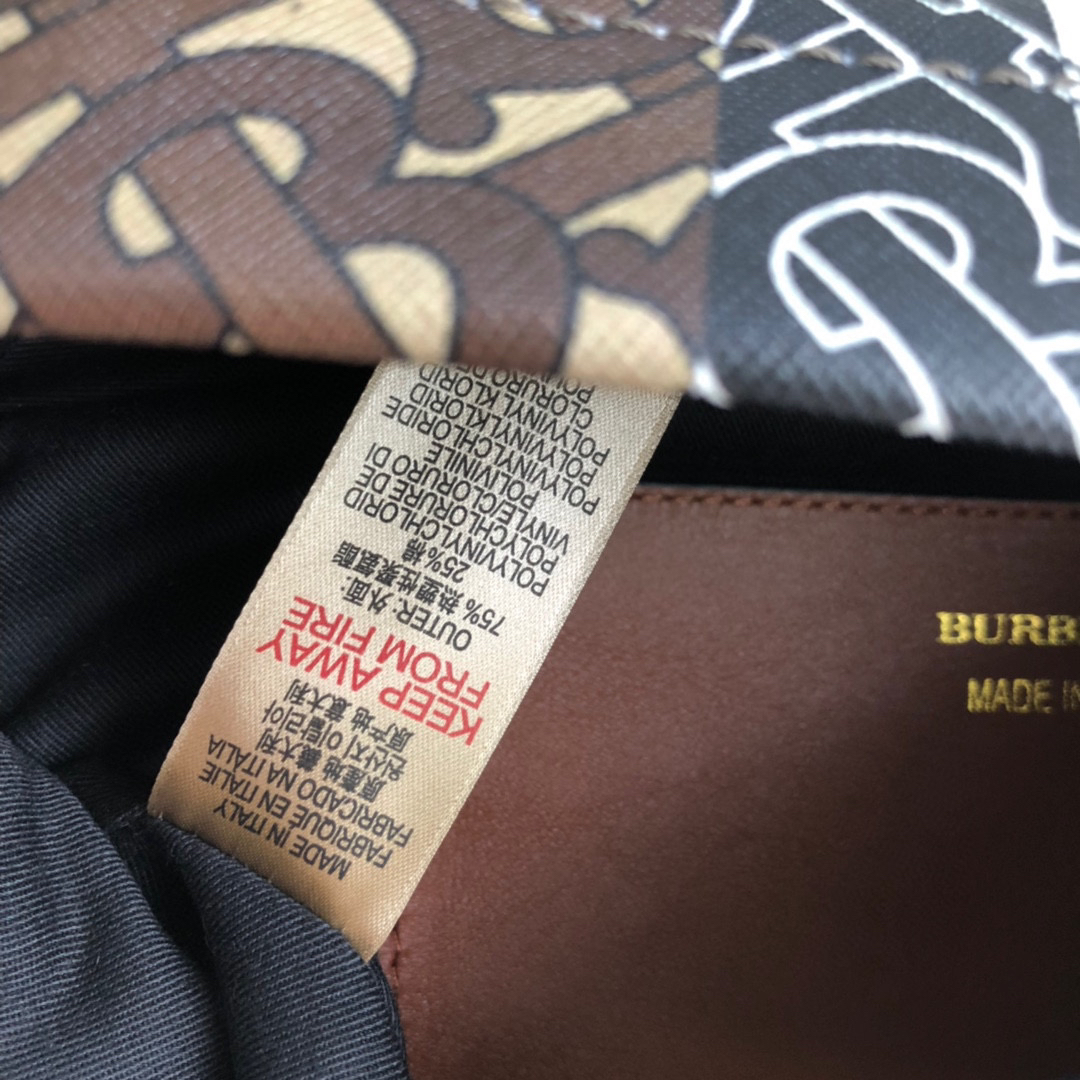 MADE IN ITALY
FABRIQUE EN ITALIE
FABRICADO NA ITALIA
原産地 義大利
원산지 이탈리아
原产地 意大利
KEEP AWAY
FROM FIRE
OUTER: 外面:
75% 热塑性聚氨酯
25%棉
POLYVINYLCHLORID
POLYCHLORURE DE
VINYLE/CLORURO DI
POLIVINILE
POLYVINYLCHLORIDE
POLYVINYLKLORID
POLYVINYL KLORID
CLORURO DE
BURB
MADE IN